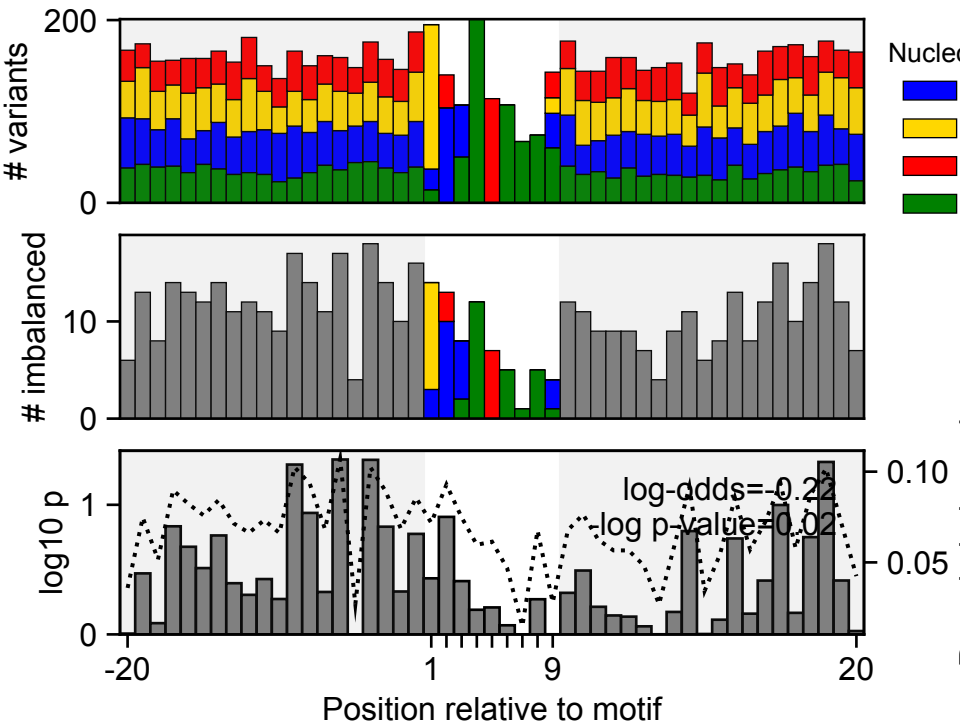 200
0
# variants
Nucleo
10
0
# imbalanced
1
0
log10 p
log-odds=-0.22
-log p-value=0.02
0.10
0.05
-20
1
9
20
Position relative to motif